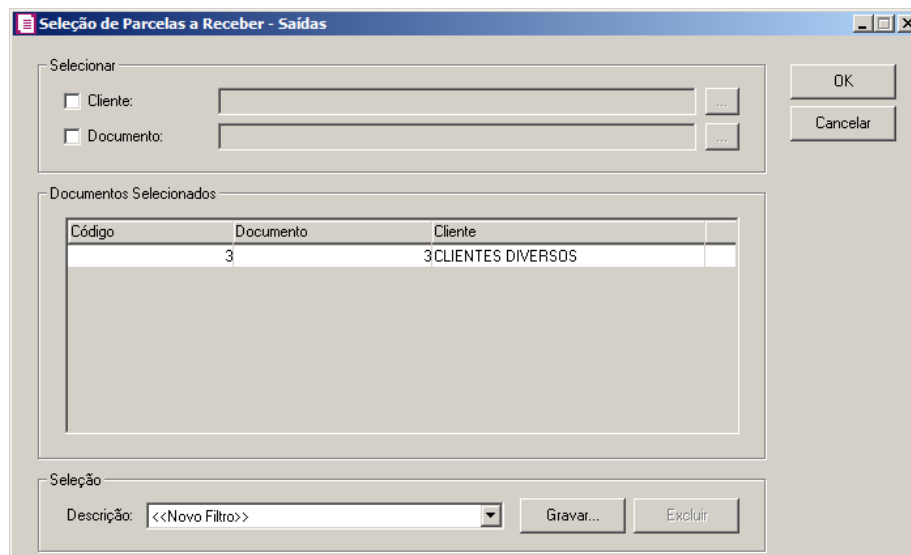 Seleção de Parcelas a Receber - Saídas
Selecionar
Cliente: ...
Documento: ...
OK
Cancelar
Documentos Selecionados
Código Documento Cliente
3 3 CLIENTES DIVERSOS
Seleção
Descrição: <<Novo Filtro>> Gravar... Excluir